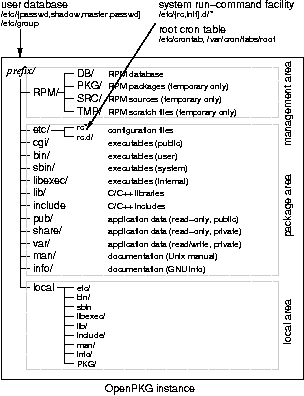 user database
/etc/{passwd,shadow,master.passwd}
/etc/group
system run-command facility
/etc/{rc,init}.d/*
root cron table
/etc/crontab, /var/cron/tabs/root
prefix/
RPM/
DB/ RPM database
PKG/ RPM packages (temporary only)
SRC/ RPM sources (temporary only)
TMP/ RPM scratch files (temporary only)
management area
etc/ rc configuration files
rc.d/
cgi/ executables (public)
bin/ executables (user)
sbin/ executables (system)
libexec/ executables (internal)
lib/ C/C++ libraries
include C/C++ includes
pub/ application data (read-only, public)
share/ application data (read-only, private)
var/ application data (read/write, private)
man/ documentation (Unix manual)
info/ documentation (GNU Info)
package area
local
etc/
bin/
sbin
libexec/
lib/
include/
man/
info/
PKG/
local area
OpenPKG instance